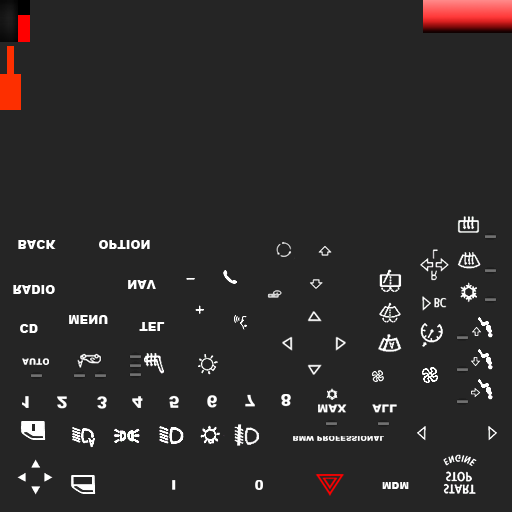 BACK
OPTION
L
R
RADIO
NAV
−
BC
+
CD
MENU
TEL
AUTO
A
1
2
3
4
5
6
7
8
MAX
ALL
BMW PROFESSIONAL
I
0
MDM
ENGINE
STOP
START